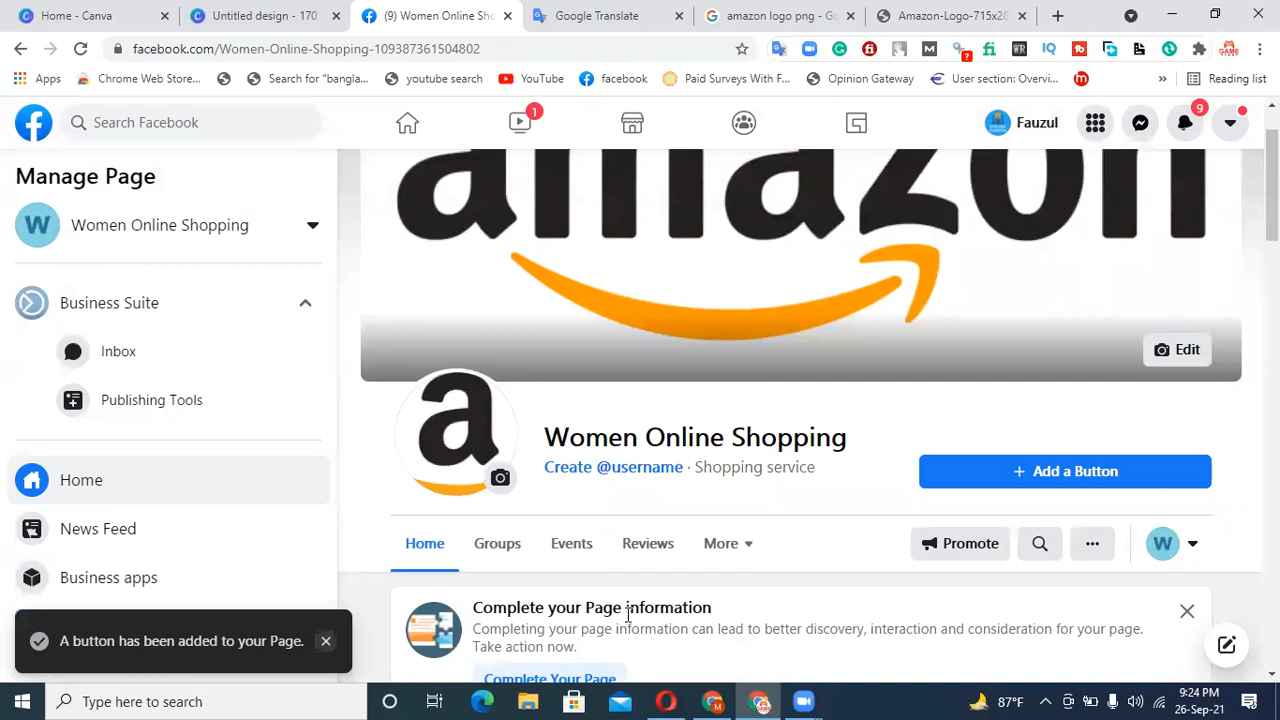 Home - Canva
Untitled design - 170
(9) Women Online Sho
Google Translate
amazon logo png - Go
Amazon-Logo-715x28
facebook.com/Women-Online-Shopping-109387361504802
Apps
Chrome Web Store...
Search for "bangla...
youtube search
YouTube
facebook
Paid Surveys With F...
Opinion Gateway
User section: Overvi...
Reading list
Search Facebook
1
Fauzul
9
Manage Page
W
Women Online Shopping
Business Suite
Inbox
Publishing Tools
Home
News Feed
Business apps
A button has been added to your Page.
amazon
Edit
a
Women Online Shopping
Create @username · Shopping service
+ Add a Button
Home
Groups
Events
Reviews
More
Promote
W
Complete your Page information
Completing your page information can lead to better discovery, interaction and consideration for your page.
Take action now.
Complete Your Page
Type here to search
87°F
9:24 PM
26-Sep-21